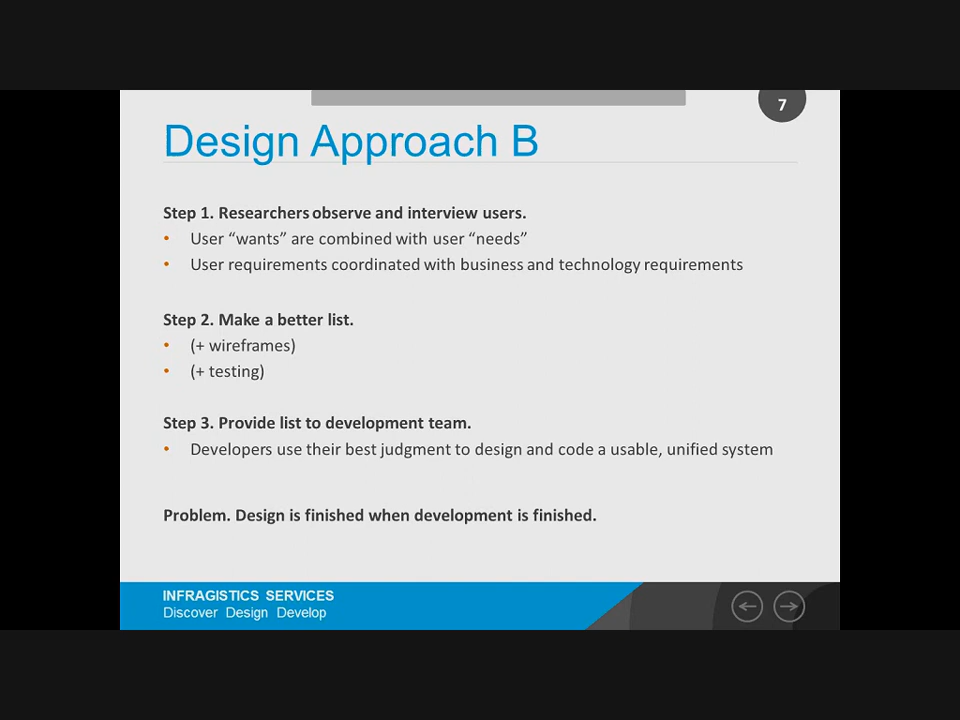 7
Design Approach B
Step 1. Researchers observe and interview users.
• User “wants” are combined with user “needs”
• User requirements coordinated with business and technology requirements
Step 2. Make a better list.
• (+ wireframes)
• (+ testing)
Step 3. Provide list to development team.
• Developers use their best judgment to design and code a usable, unified system
Problem. Design is finished when development is finished.
INFRAGISTICS SERVICES
Discover Design Develop